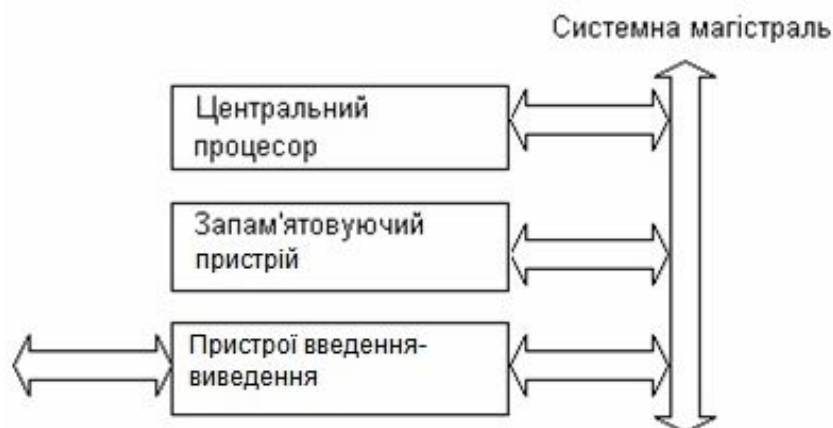 Системна магістраль
Центральний
процесор
Запам'ятовуючий
пристрій
Пристрої введення-
виведення